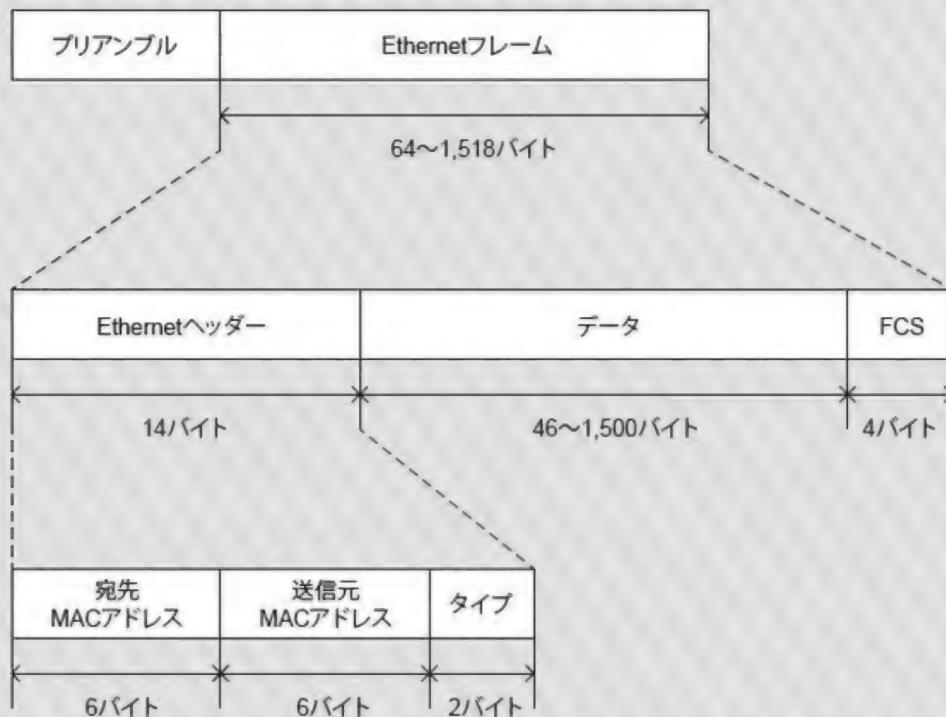 プリアンブル
Ethernetフレーム
64～1,518バイト
Ethernetヘッダー
データ
FCS
14バイト
46～1,500バイト
4バイト
宛先
MACアドレス
送信元
MACアドレス
タイプ
6バイト
6バイト
2バイト